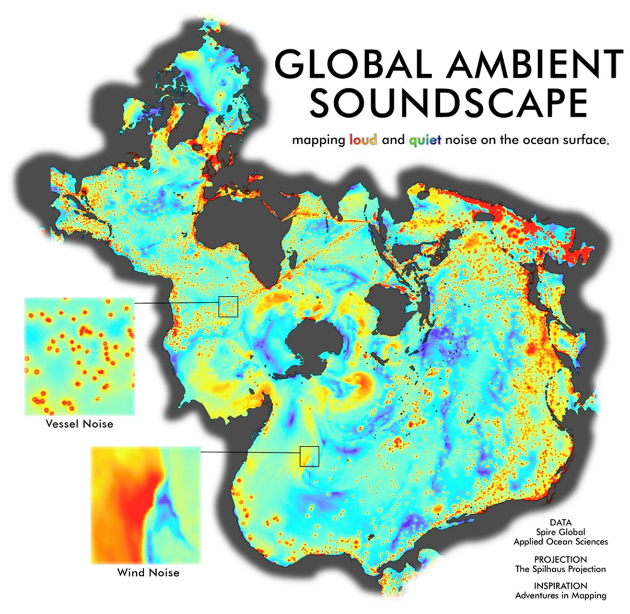 GLOBAL AMBIENT
SOUNDSCAPE
mapping loud and quiet noise on the ocean surface.
Vessel Noise
Wind Noise
DATA
Spire Global
Applied Ocean Sciences
PROJECTION
The Spilhaus Projection
INSPIRATION
Adventures in Mapping